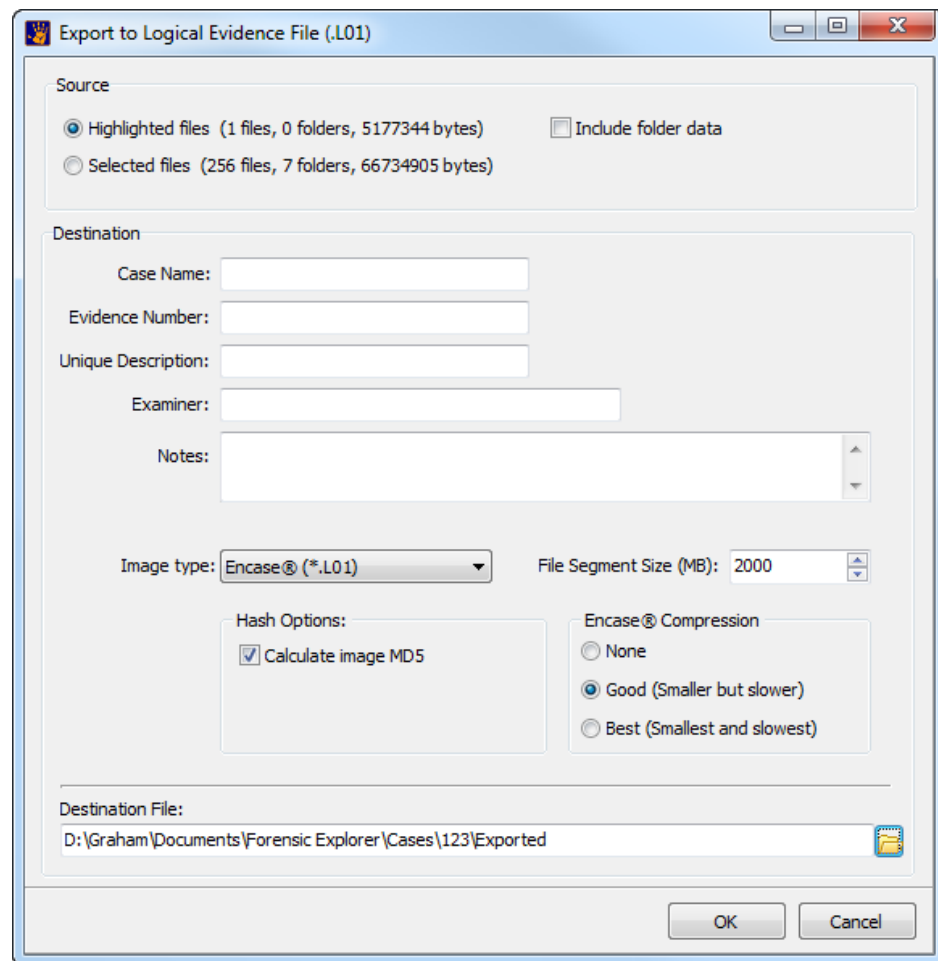 Export to Logical Evidence File (.L01)
Source
Highlighted files (1 files, 0 folders, 5177344 bytes)
Include folder data
Selected files (256 files, 7 folders, 66734905 bytes)
Destination
Case Name:
Evidence Number:
Unique Description:
Examiner:
Notes:
Image type: Encase® (*.L01)
File Segment Size (MB): 2000
Hash Options:
Encase® Compression
Calculate image MD5
None
Good (Smaller but slower)
Best (Smallest and slowest)
Destination File:
D:\Graham\Documents\Forensic Explorer\Cases\123\Exported
OK
Cancel